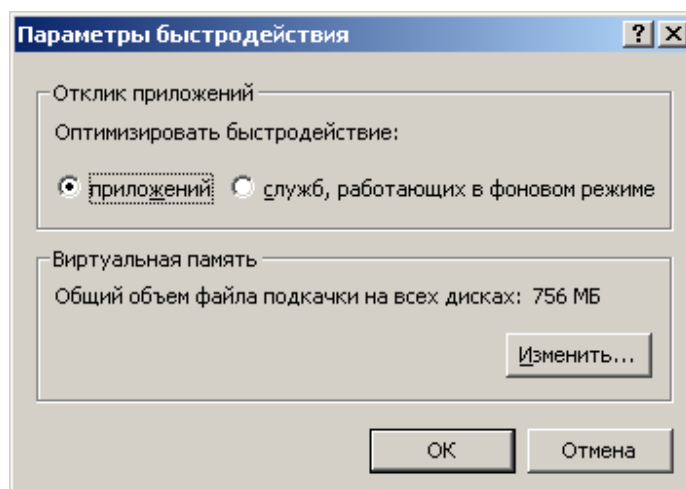 Параметры быстродействия
Отклик приложений
Оптимизировать быстродействие:
приложений служб, работающих в фоновом режиме
Виртуальная память
Общий объем файла подкачки на всех дисках: 756 МБ
Изменить...
ОК Отмена